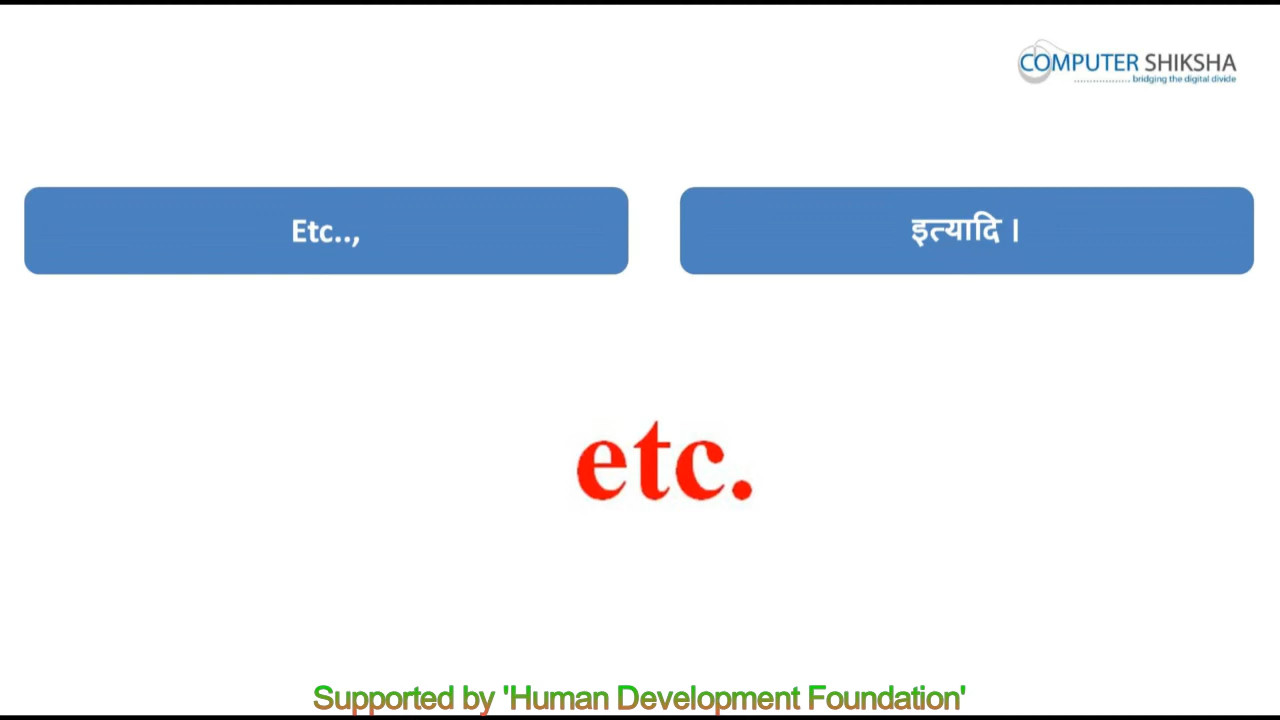 COMPUTER SHIKSHA
bridging the digital divide
Etc..,
इत्यादि ।
etc.
Supported by 'Human Development Foundation'